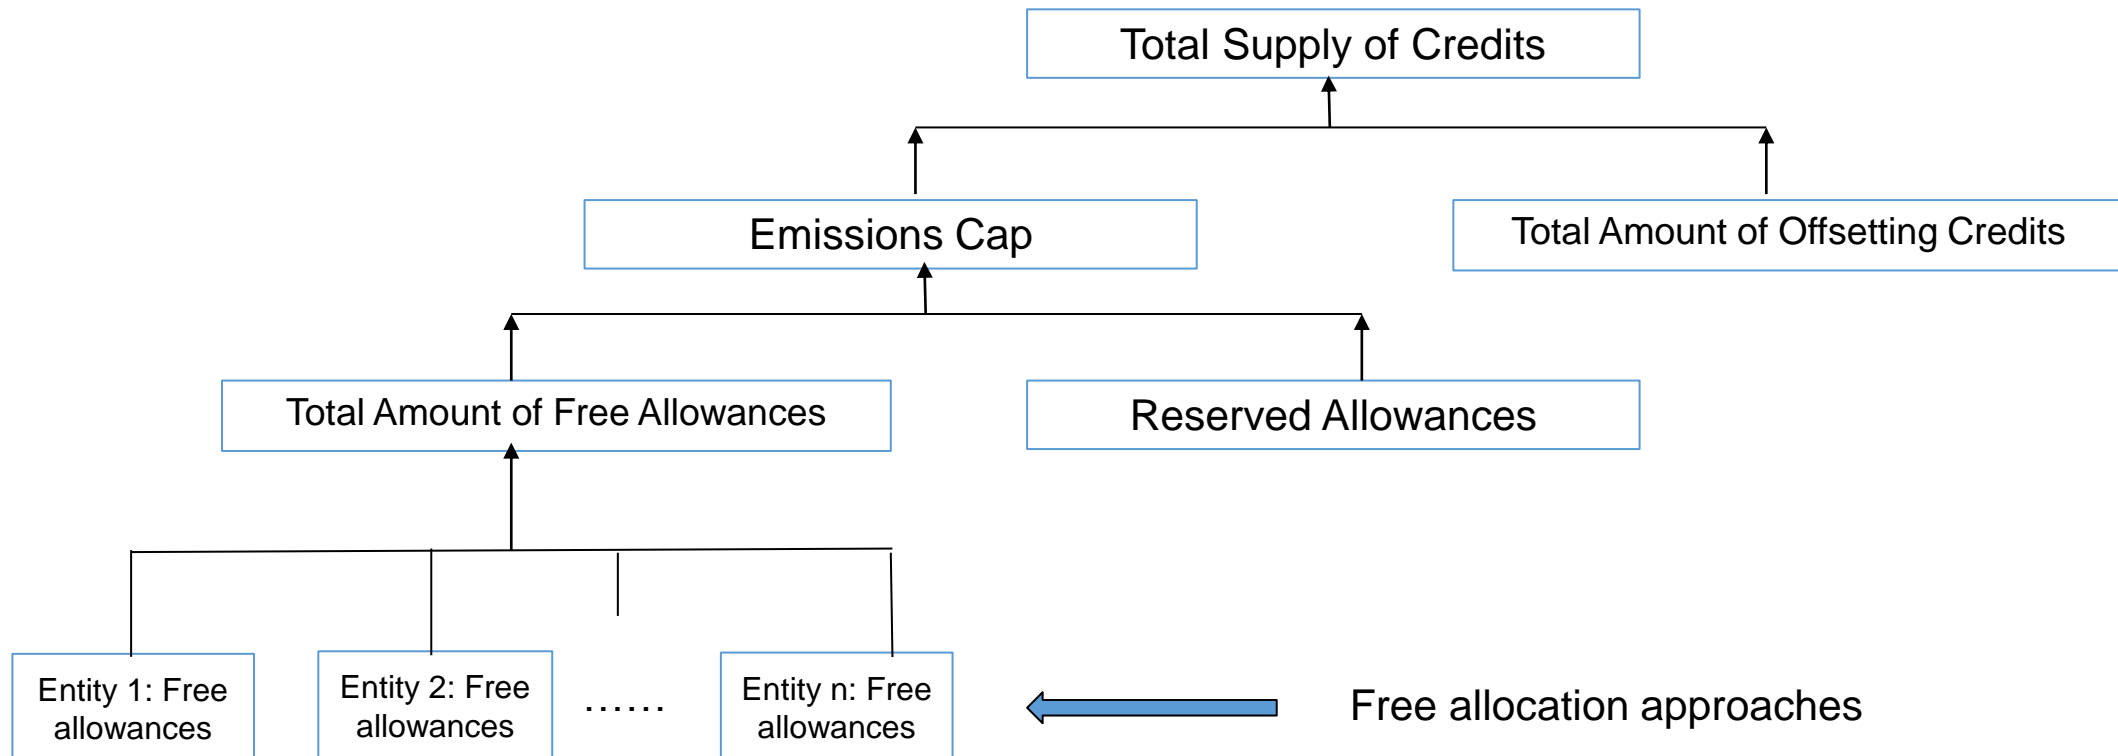 Total Supply of Credits
Emissions Cap
Total Amount of Offsetting Credits
Total Amount of Free Allowances
Reserved Allowances
Entity 1: Free
allowances
Entity 2: Free
allowances
......
Entity n: Free
allowances
Free allocation approaches